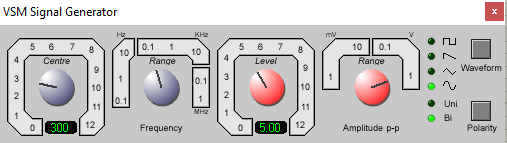 VSM Signal Generator x
Hz KHz mV V
5 6 7 8 0.1 1 10 5 6 7 8 10 100 0.1
4 Centre 9 10 Range 4 Level 9 Range Waveform
3 10 1 0.1 3 10 1 1
2 11 0.1 1 2 11 Uni
1 0 300 12 MHz 1 0 5.00 12 Bi
Frequency Amplitude p-p Polarity